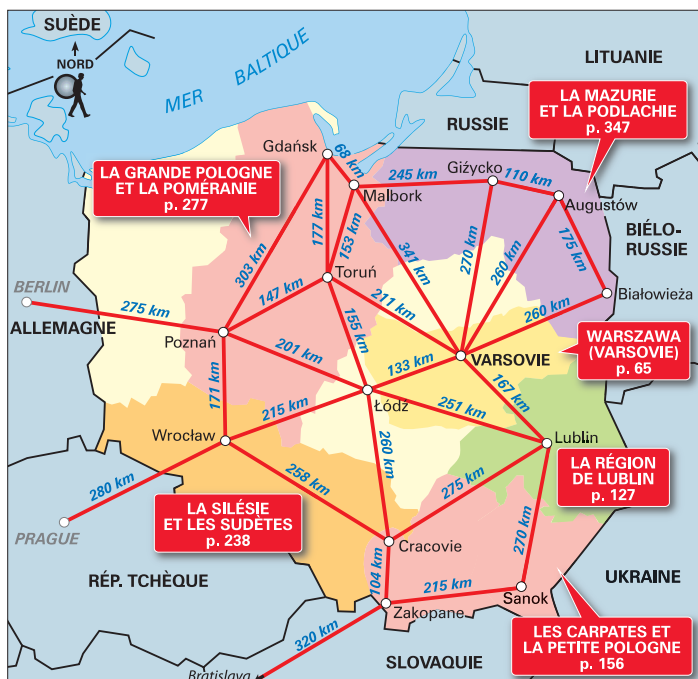 SUÈDE
NORD
MER BALTIQUE
LITUANIE
RUSSIE
LA MAZURIE
ET LA PODLACHIE
p. 347
Gdańsk
68 km
Malbork
245 km
Giżycko
110 km
Augustów
BIÉLO-
RUSSIE
LA GRANDE POLOGNE
ET LA POMÉRANIE
p. 277
303 km
177 km
153 km
341 km
270 km
260 km
175 km
Toruń
Białowieża
BERLIN
275 km
147 km
211 km
260 km
ALLEMAGNE
Poznań
155 km
201 km
133 km
VARSOVIE
WARSZAWA
(VARSOVIE)
p. 65
171 km
215 km
Łódź
251 km
167 km
Wrocław
Lublin
260 km
258 km
275 km
LA RÉGION
DE LUBLIN
p. 127
280 km
PRAGUE
LA SILÉSIE
ET LES SUDÈTES
p. 238
Cracovie
270 km
104 km
RÉP. TCHÈQUE
215 km
Sanok
UKRAINE
Zakopane
320 km
LES CARPATES ET
LA PETITE POLOGNE
p. 156
SLOVAQUIE
Bratislava